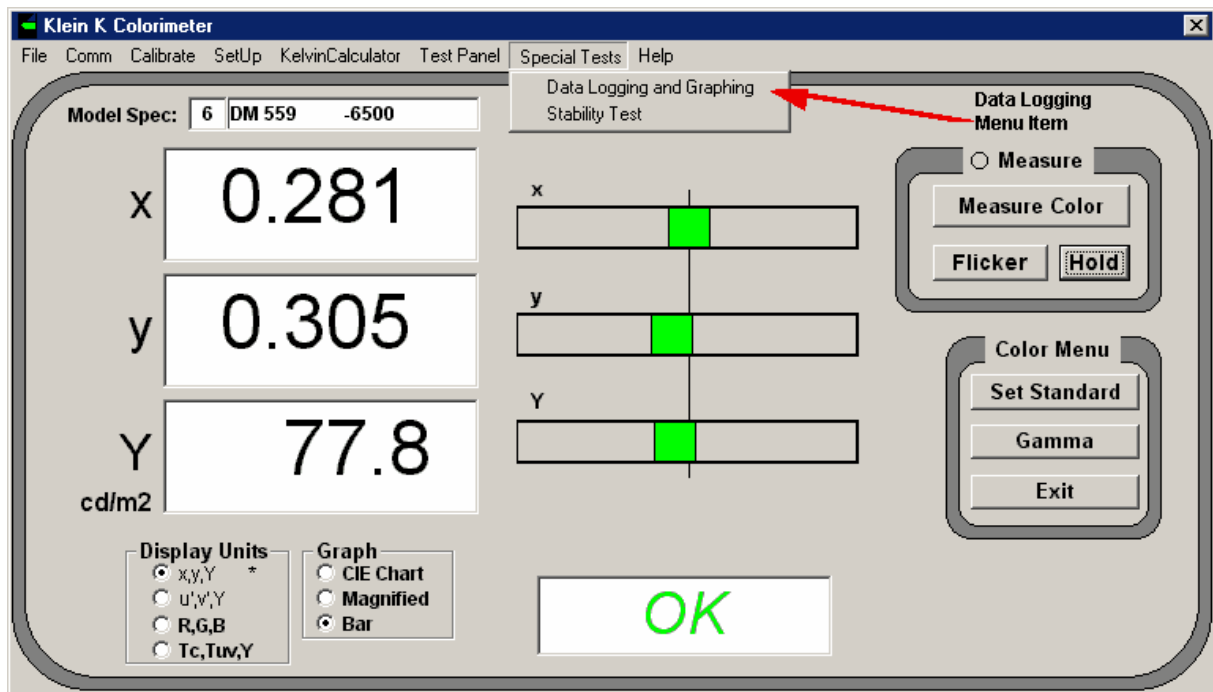 Klein K Colorimeter
File Comm Calibrate SetUp KelvinCalculator Test Panel Special Tests Help
Data Logging and Graphing
Stability Test
Data Logging
Menu Item
Model Spec: 6 DM 559 -6500
x 0.281
y 0.305
Y 77.8
cd/m2
x
y
Y
Measure
Measure Color
Flicker Hold
Color Menu
Set Standard
Gamma
Exit
Display Units
x,y,Y *
u',v',Y
R,G,B
Tc,Tuv,Y
Graph
CIE Chart
Magnified
Bar
OK